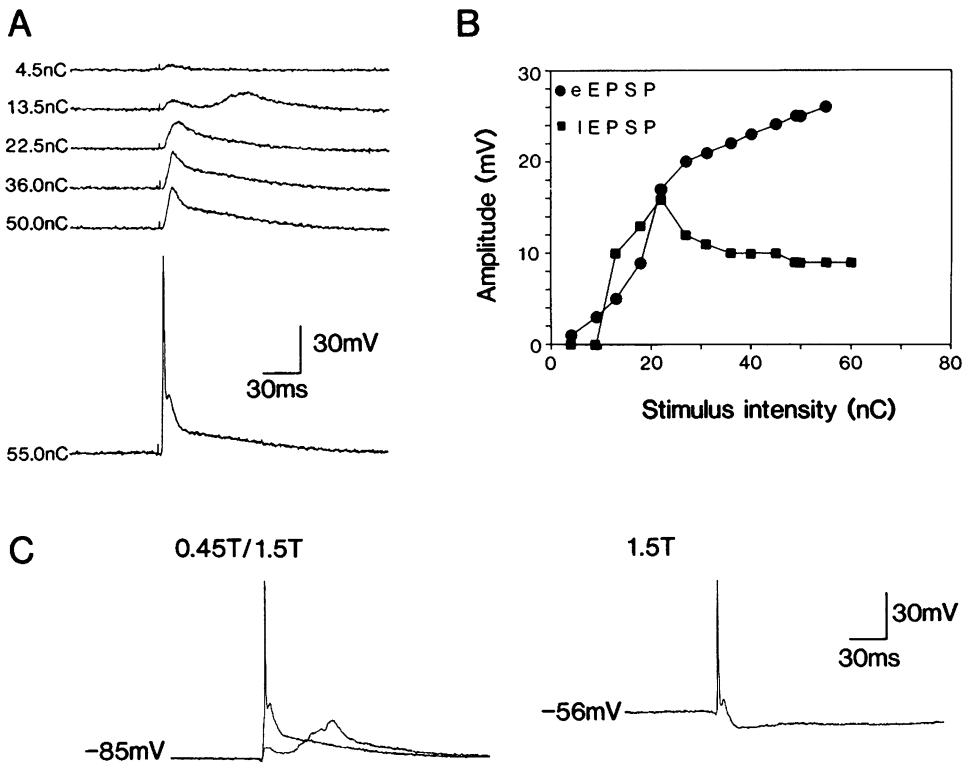 A
4.5nC
13.5nC
22.5nC
36.0nC
50.0nC
30mV
30ms
55.0nC
B
30
20
10
0
0
20
40
60
80
Amplitude (mV)
Stimulus intensity (nC)
eEPSP
lEPSP
C
0.45T/1.5T
-85mV
1.5T
-56mV
30mV
30ms